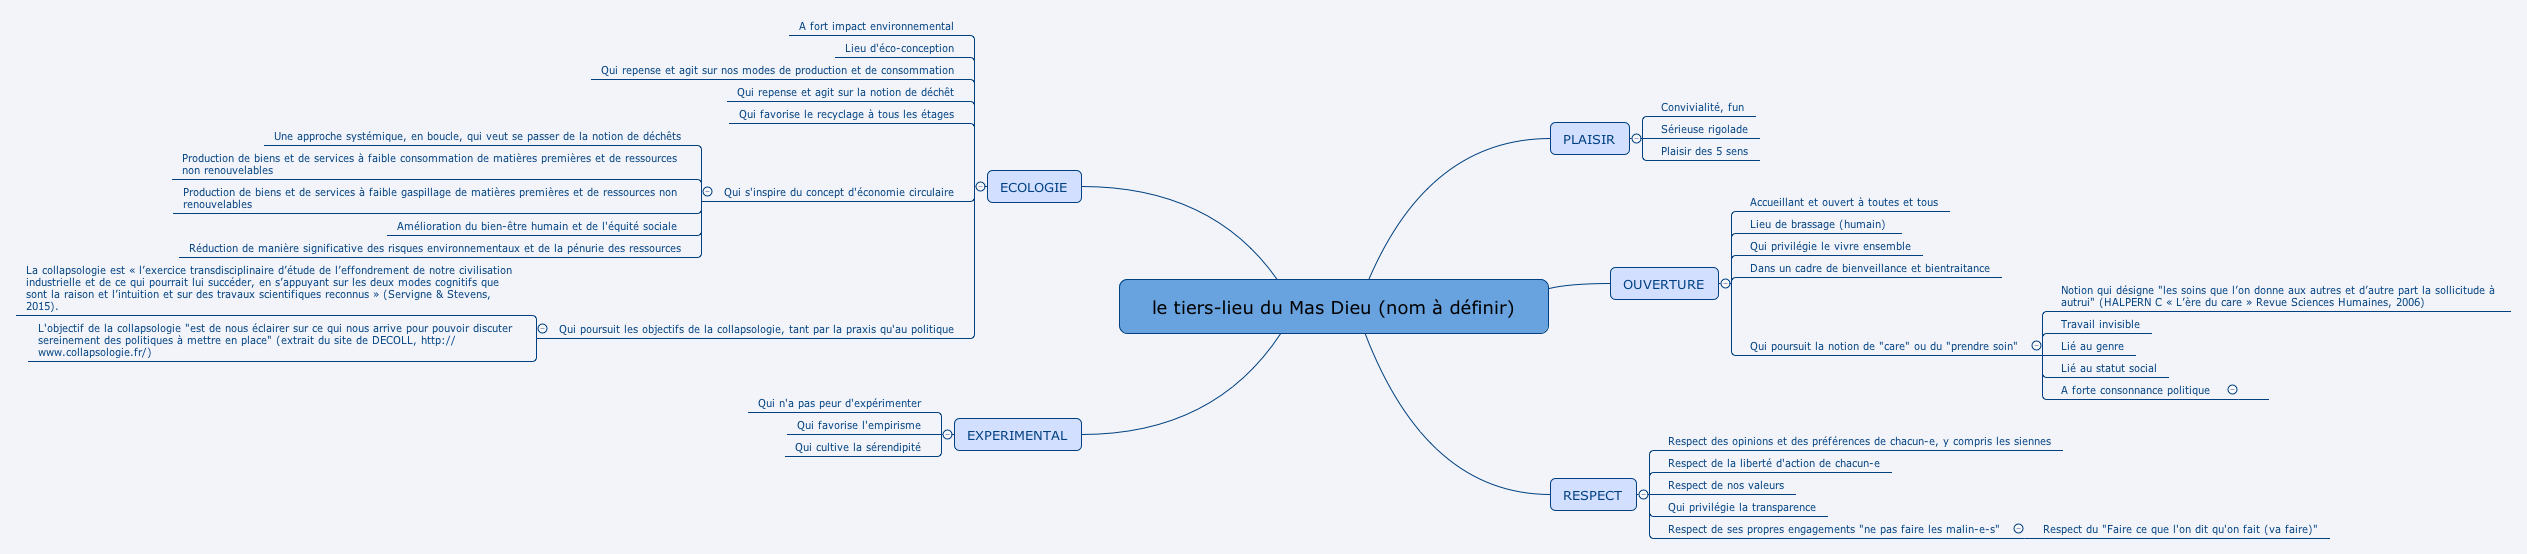 le tiers-lieu du Mas Dieu (nom à définir)
PLAISIR
Convivialité, fun
Sérieuse rigolade
Plaisir des 5 sens
OUVERTURE
Accueillant et ouvert à toutes et tous
Lieu de brassage (humain)
Qui privilégie le vivre ensemble
Dans un cadre de bienveillance et bientraitance
Qui poursuit la notion de "care" ou du "prendre soin"
Notion qui désigne "les soins que l’on donne aux autres et d’autre part la sollicitude à
autrui" (HALPERN C « L’ère du care » Revue Sciences Humaines, 2006)
Travail invisible
Lié au genre
Lié au statut social
A forte consonnance politique
RESPECT
Respect des opinions et des préférences de chacun-e, y compris les siennes
Respect de la liberté d'action de chacun-e
Respect de nos valeurs
Qui privilégie la transparence
Respect de ses propres engagements "ne pas faire les malin-e-s"
Respect du "Faire ce que l'on dit qu'on fait (va faire)"
ECOLOGIE
A fort impact environnemental
Lieu d'éco-conception
Qui repense et agit sur nos modes de production et de consommation
Qui repense et agit sur la notion de déchêt
Qui favorise le recyclage à tous les étages
Qui s'inspire du concept d'économie circulaire
Une approche systémique, en boucle, qui veut se passer de la notion de déchêts
Production de biens et de services à faible consommation de matières premières et de ressources
non renouvelables
Production de biens et de services à faible gaspillage de matières premières et de ressources non
renouvelables
Amélioration du bien-être humain et de l'équité sociale
Réduction de manière significative des risques environnementaux et de la pénurie des ressources
Qui poursuit les objectifs de la collapsologie, tant par la praxis qu'au politique
La collapsologie est « l’exercice transdisciplinaire d’étude de l’effondrement de notre civilisation
industrielle et de ce qui pourrait lui succéder, en s’appuyant sur les deux modes cognitifs que
sont la raison et l’intuition et sur des travaux scientifiques reconnus » (Servigne & Stevens,
2015).
L'objectif de la collapsologie "est de nous éclairer sur ce qui nous arrive pour pouvoir discuter
sereinement des politiques à mettre en place" (extrait du site de DECOLL, http://
www.collapsologie.fr/)
EXPERIMENTAL
Qui n'a pas peur d'expérimenter
Qui favorise l'empirisme
Qui cultive la sérendipité